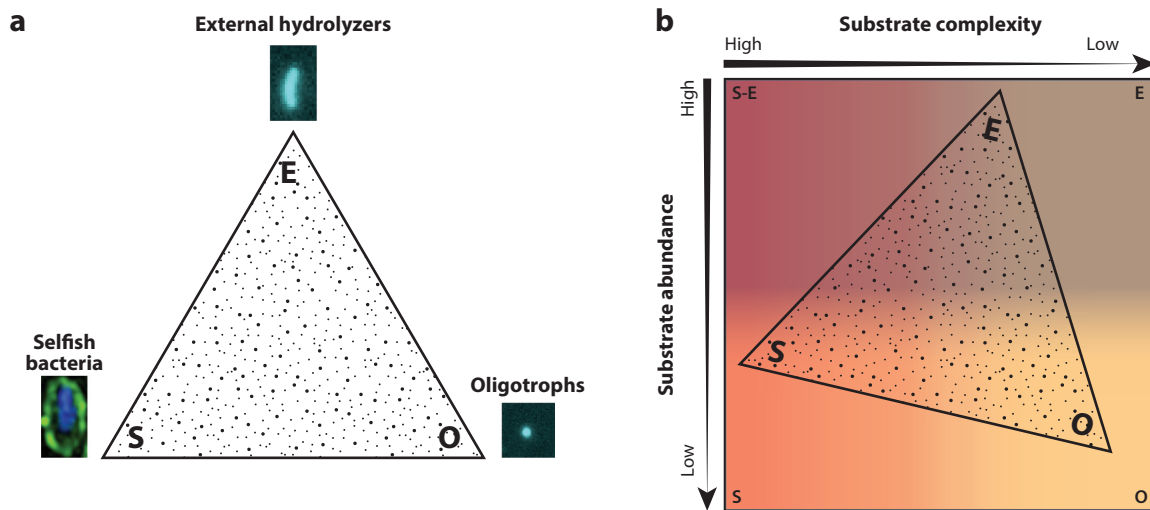 a
External hydrolyzers
E
Selfish
bacteria
S
Oligotrophs
O
b
Substrate complexity
High
Low
Substrate abundance
High
Low
S-E
E
E
S
O
S
O